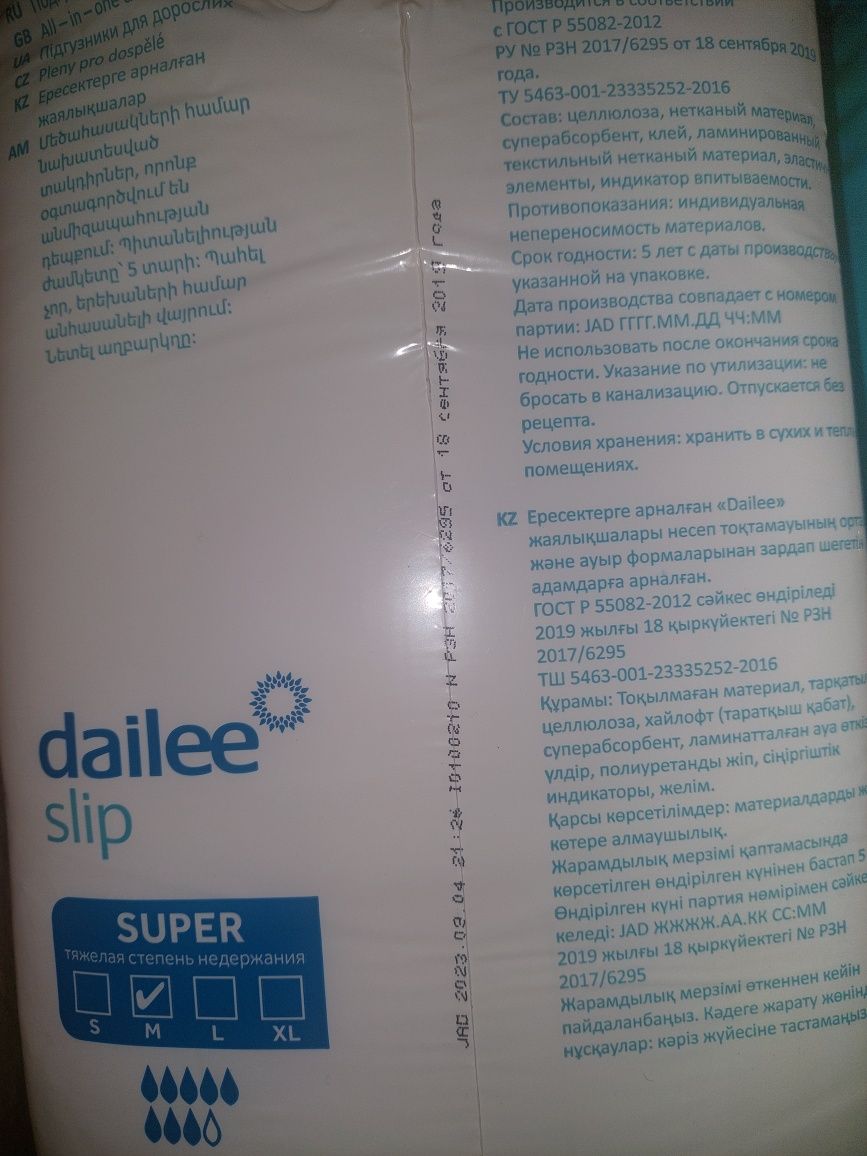 RU
GB All-in-one
UA Підгузники для дорослих
CZ Pleny pro dospělé
KZ Ересектерге арналған
жаялықшалар
AM Մեծահասակների համար
նախատեսված
տակդիրներ, որոնք
օգտագործվում են
անմիզապահության
դեպքում: Պիտանելիության
ժամկետը՝ 5 տարի: Պահել
չոր, երեխաների համար
անհասանելի վայրում:
Նետել աղբարկղը:
dailee
slip
SUPER
тяжелая степень недержания
S M L XL
JAD 2023.09.04 21:26 I0100210 N РЗН 2017/6295 от 18 сентября 2019 года
Производится в соответствии
с ГОСТ Р 55082-2012
РУ № РЗН 2017/6295 от 18 сентября 2019
года.
ТУ 5463-001-23335252-2016
Состав: целлюлоза, нетканый материал,
суперабсорбент, клей, ламинированный
текстильный нетканый материал,
элементы, индикатор впитываемости.
Противопоказания: индивидуальная
непереносимость материалов.
Срок годности: 5 лет с даты производства,
указанной на упаковке.
Дата производства совпадает с номером
партии: JAD ГГГГ.ММ.ДД ЧЧ:ММ
Не использовать после окончания срока
годности. Указание по утилизации: не
бросать в канализацию. Отпускается без
рецепта.
Условия хранения: хранить в сухих и
помещениях.
KZ Ересектерге арналған «Dailee»
жаялықшалары несеп тоқтамауының
және ауыр формаларынан зардап шегетін
адамдарға арналған.
ГОСТ Р 55082-2012 сәйкес өндіріледі
2019 жылғы 18 қыркүйектегі № РЗН
2017/6295
ТШ 5463-001-23335252-2016
Құрамы: Тоқылмаған материал,
целлюлоза, хайлофт (таратқыш қабат),
суперабсорбент, ламинатталған ауа
үлдір, полиуретанды жіп, сіңіргіштік
индикаторы, желім.
Қарсы көрсетілімдер: материалдарды
көтере алмаушылық.
Жарамдылық мерзімі қаптамасында
көрсетілген өндірілген күнінен бастап 5
Өндірілген күні партия нөмірімен
келеді: JAD ЖЖЖЖ.АА.КК СС:ММ
2019 жылғы 18 қыркүйектегі № РЗН
2017/6295
Жарамдылық мерзімі өткеннен кейін
пайдаланбаңыз. Кәдеге жарату
нұсқаулар: кәріз жүйесіне тастамаңыз